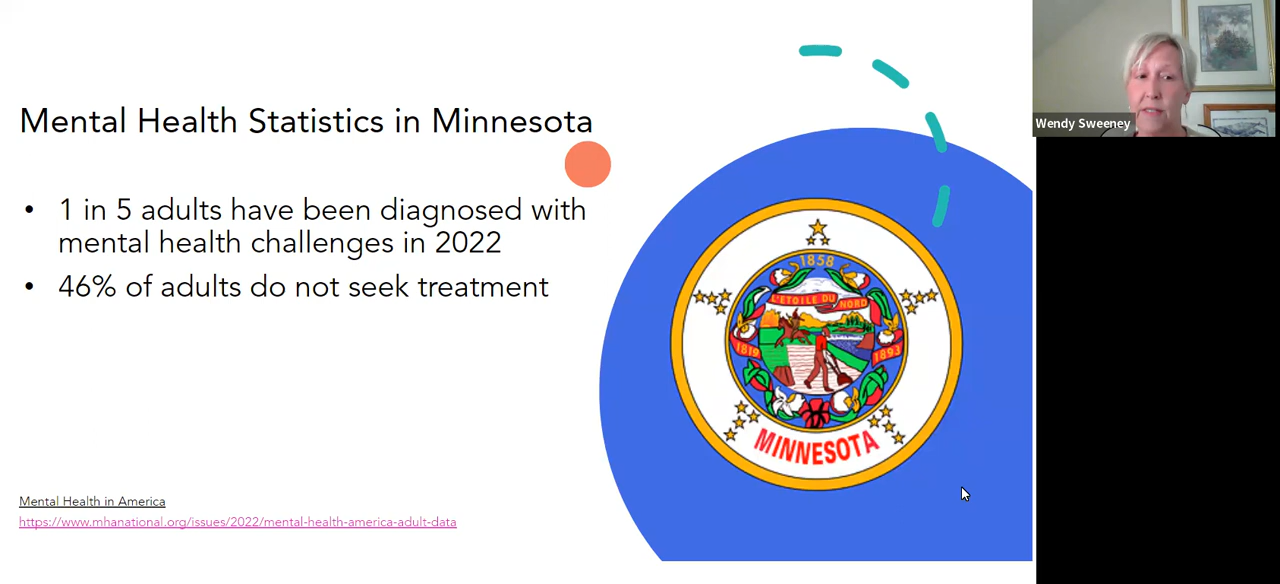 Mental Health Statistics in Minnesota
• 1 in 5 adults have been diagnosed with
mental health challenges in 2022
• 46% of adults do not seek treatment
Mental Health in America
https://www.mhanational.org/issues/2022/mental-health-america-adult-data
1858
L'ETOILE DU NORD
1819
1893
MINNESOTA
Wendy Sweeney